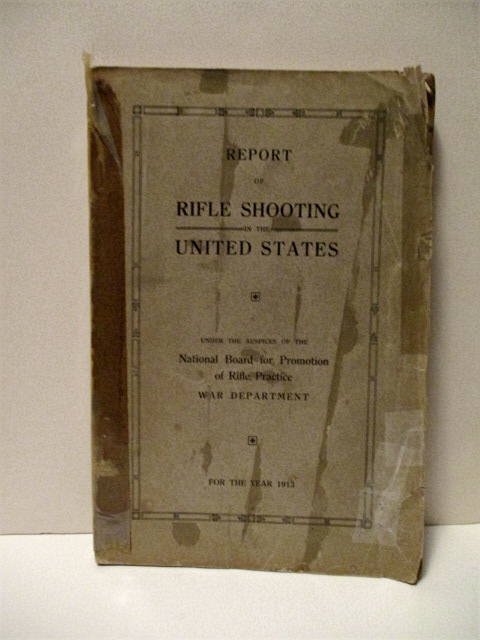 REPORT
OF
RIFLE SHOOTING
IN THE
UNITED STATES
UNDER THE AUSPICES OF THE
National Board for Promotion
of Rifle Practice
WAR DEPARTMENT
FOR THE YEAR 1913